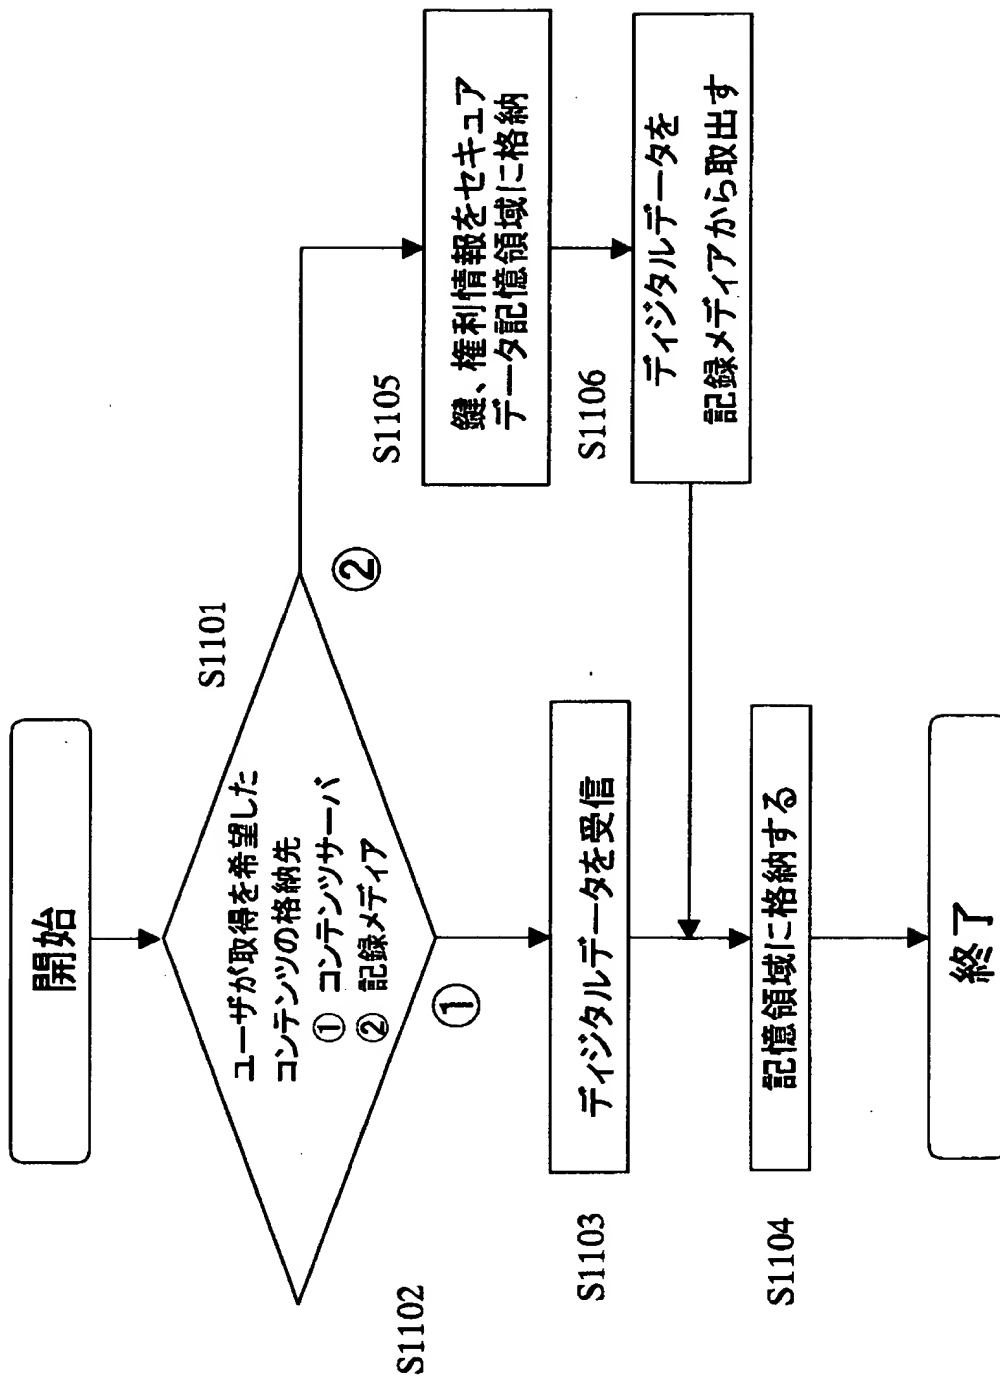 開始
S1101
ユーザが取得を希望した
コンテンツの格納先
① コンテンツサーバ
② 記録メディア
②
①
S1102
S1105
鍵、権利情報をセキュア
データ記憶領域に格納
S1103
ディジタルデータを受信
S1106
ディジタルデータを
記録メディアから取出す
S1104
記憶領域に格納する
終了